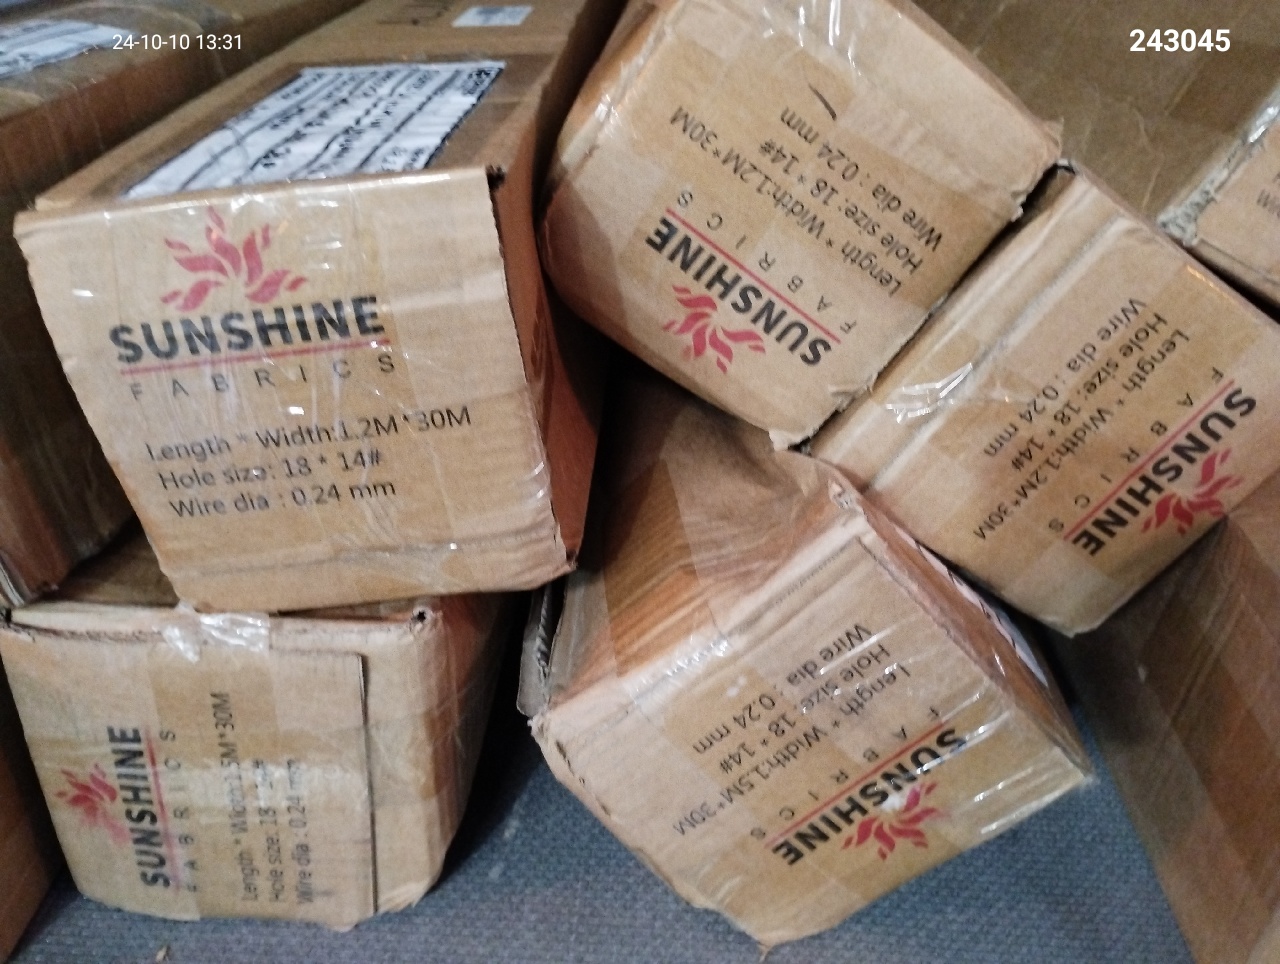 24-10-10 13:31
243045
SUNSHINE
FABRICS
Length * Width:1.2M*30M
Hole size: 18 * 14#
Wire dia : 0.24 mm
SUNSHINE
FABRICS
Length * Width:1.2M*30M
Hole size: 18 * 14#
Wire dia : 0.24 mm
SUNSHINE
FABRICS
Length * Width:1.2M*30M
Hole size: 18 * 14#
Wire dia : 0.24 mm
SUNSHINE
FABRICS
Length * Width:1.5M*30M
Hole size: 18 * 14#
Wire dia : 0.24 mm
SUNSHINE
FABRICS
Length * Width:1.5M*30M
Hole size: 18 * 14#
Wire dia : 0.24 mm